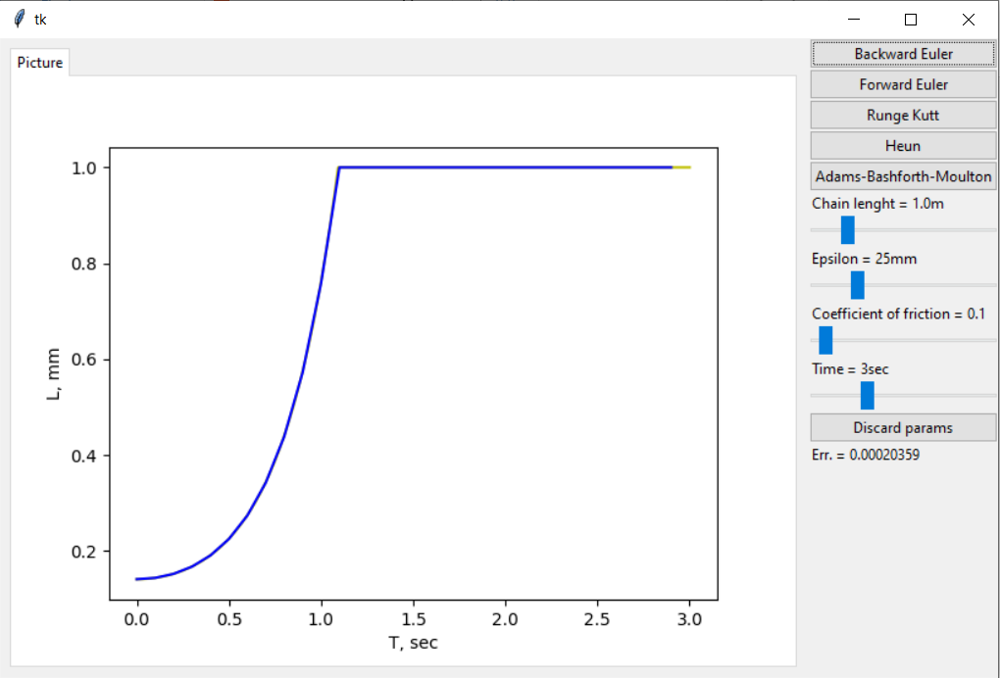 tk
Picture
1.0
0.8
0.6
0.4
0.2
L, mm
0.0 0.5 1.0 1.5 2.0 2.5 3.0
T, sec
Backward Euler
Forward Euler
Runge Kutt
Heun
Adams-Bashforth-Moulton
Chain lenght = 1.0m
Epsilon = 25mm
Coefficient of friction = 0.1
Time = 3sec
Discard params
Err. = 0.00020359